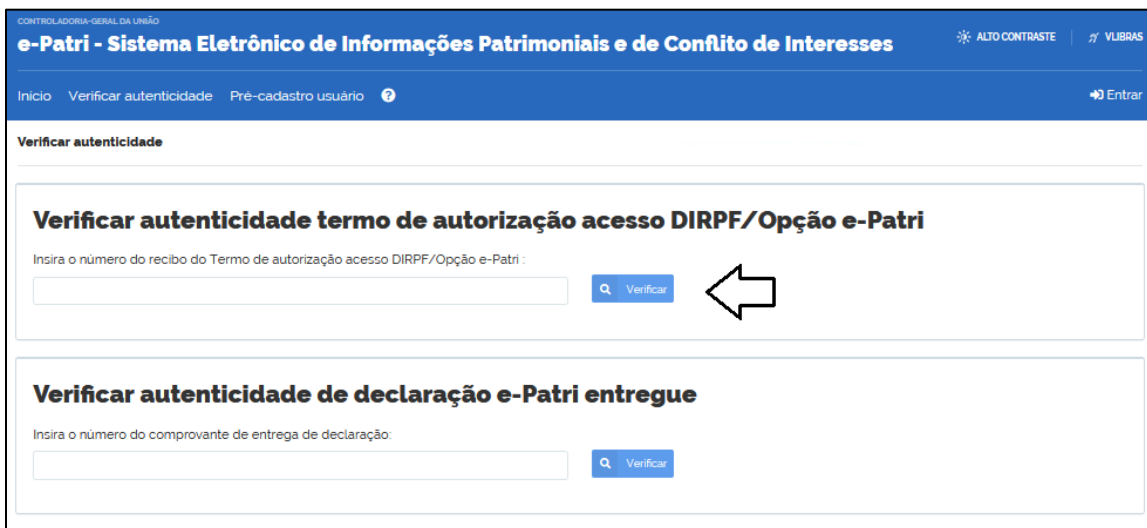 CONTROLADORIA-GERAL DA UNIÃO
e-Patri - Sistema Eletrônico de Informações Patrimoniais e de Conflito de Interesses
ALTO CONTRASTE
VLIBRAS
Início Verificar autenticidade Pré-cadastro usuário ?
Entrar
Verificar autenticidade
Verificar autenticidade termo de autorização acesso DIRPF/Opção e-Patri
Insira o número do recibo do Termo de autorização acesso DIRPF/Opção e-Patri :
Verificar
Verificar autenticidade de declaração e-Patri entregue
Insira o número do comprovante de entrega de declaração:
Verificar